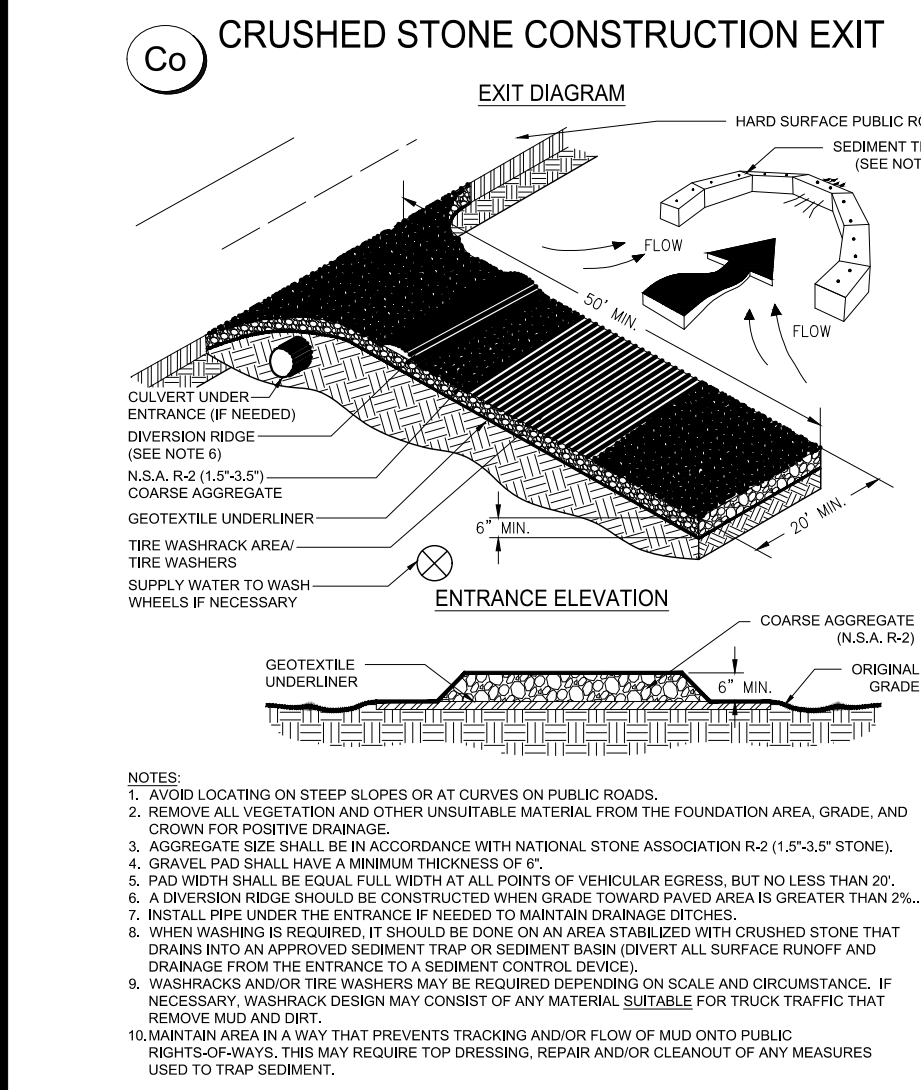 Co
CRUSHED STONE CONSTRUCTION EXIT
EXIT DIAGRAM
HARD SURFACE PUBLIC
SEDIMENT
(SEE
FLOW
50' MIN.
FLOW
CULVERT UNDER
ENTRANCE (IF NEEDED)
DIVERSION RIDGE
(SEE NOTE 6)
N.S.A. R-2 (1.5"-3.5")
COARSE AGGREGATE
GEOTEXTILE UNDERLINER
6" MIN.
20' MIN.
TIRE WASHRACK AREA/
TIRE WASHERS
SUPPLY WATER TO WASH
WHEELS IF NECESSARY
ENTRANCE ELEVATION
COARSE AGGREGATE
(N.S.A. R-2)
GEOTEXTILE
UNDERLINER
6" MIN.
ORIGINAL
GRADE
NOTES:
1. AVOID LOCATING ON STEEP SLOPES OR AT CURVES ON PUBLIC ROADS.
2. REMOVE ALL VEGETATION AND OTHER UNSUITABLE MATERIAL FROM THE FOUNDATION AREA, GRADE, AND
CROWN FOR POSITIVE DRAINAGE.
3. AGGREGATE SIZE SHALL BE IN ACCORDANCE WITH NATIONAL STONE ASSOCIATION R-2 (1.5"-3.5" STONE).
4. GRAVEL PAD SHALL HAVE A MINIMUM THICKNESS OF 6".
5. PAD WIDTH SHALL BE EQUAL FULL WIDTH AT ALL POINTS OF VEHICULAR EGRESS, BUT NO LESS THAN 20'.
6. A DIVERSION RIDGE SHOULD BE CONSTRUCTED WHEN GRADE TOWARD PAVED AREA IS GREATER THAN 2%..
7. INSTALL PIPE UNDER THE ENTRANCE IF NEEDED TO MAINTAIN DRAINAGE DITCHES.
8. WHEN WASHING IS REQUIRED, IT SHOULD BE DONE ON AN AREA STABILIZED WITH CRUSHED STONE THAT
DRAINS INTO AN APPROVED SEDIMENT TRAP OR SEDIMENT BASIN (DIVERT ALL SURFACE RUNOFF AND
DRAINAGE FROM THE ENTRANCE TO A SEDIMENT CONTROL DEVICE).
9. WASHRACKS AND/OR TIRE WASHERS MAY BE REQUIRED DEPENDING ON SCALE AND CIRCUMSTANCE. IF
NECESSARY, WASHRACK DESIGN MAY CONSIST OF ANY MATERIAL SUITABLE FOR TRUCK TRAFFIC THAT
REMOVE MUD AND DIRT.
10. MAINTAIN AREA IN A WAY THAT PREVENTS TRACKING AND/OR FLOW OF MUD ONTO PUBLIC
RIGHTS-OF-WAYS. THIS MAY REQUIRE TOP DRESSING, REPAIR AND/OR CLEANOUT OF ANY MEASURES
USED TO TRAP SEDIMENT.